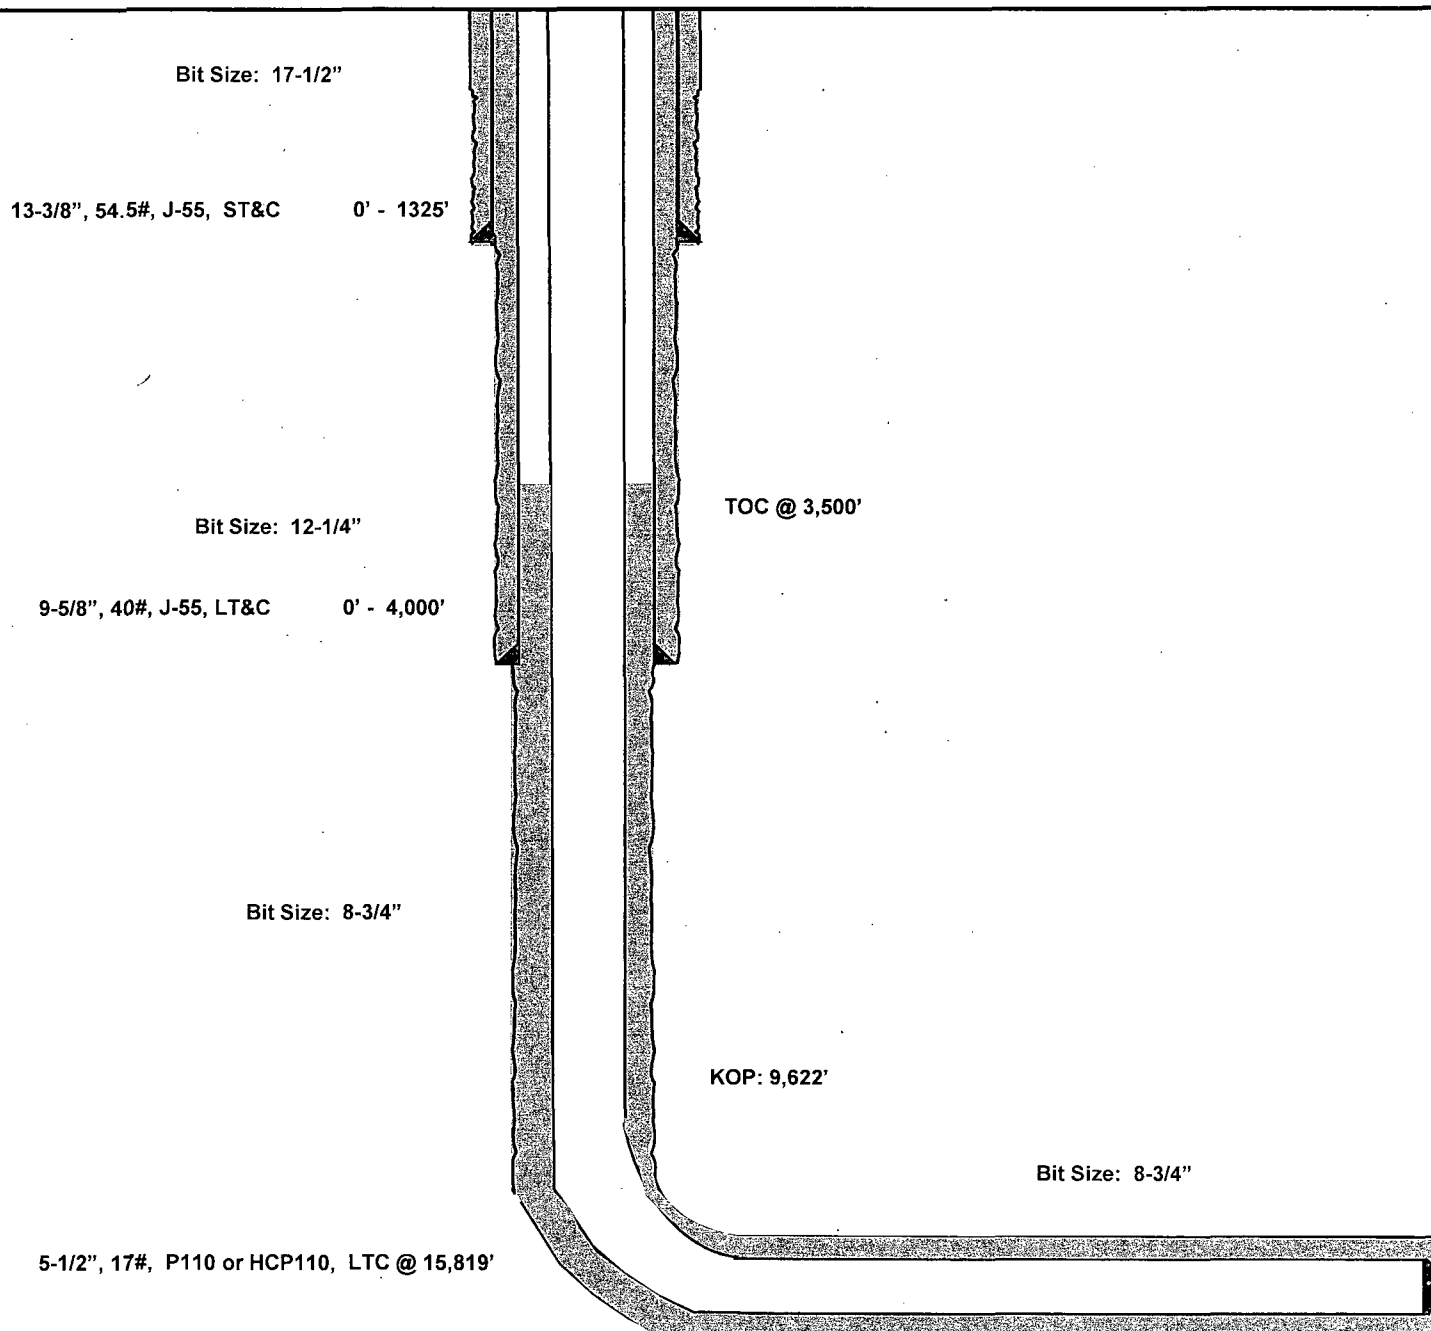 Bit Size: 17-1/2”
13-3/8”, 54.5#, J-55, ST&C 0’ - 1325’
TOC @ 3,500’
Bit Size: 12-1/4”
9-5/8”, 40#, J-55, LT&C 0’ - 4,000’
Bit Size: 8-3/4”
KOP: 9,622’
Bit Size: 8-3/4”
5-1/2”, 17#, P110 or HCP110, LTC @ 15,819’